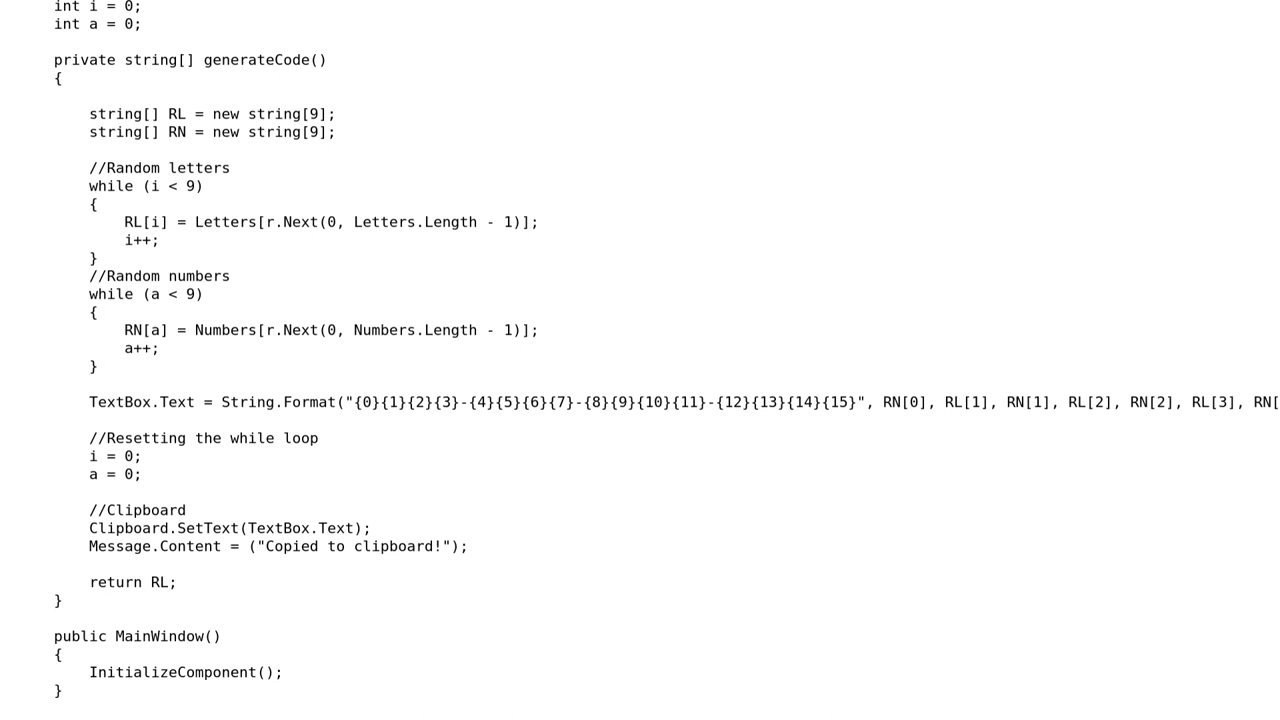 int i = 0;
int a = 0;
private string[] generateCode()
{
string[] RL = new string[9];
string[] RN = new string[9];
//Random letters
while (i < 9)
{
RL[i] = Letters[r.Next(0, Letters.Length - 1)];
i++;
}
//Random numbers
while (a < 9)
{
RN[a] = Numbers[r.Next(0, Numbers.Length - 1)];
a++;
}
TextBox.Text = String.Format("{0}{1}{2}{3}-{4}{5}{6}{7}-{8}{9}{10}{11}-{12}{13}{14}{15}", RN[0], RL[1], RN[1], RL[2], RN[2], RL[3], RN[
//Resetting the while loop
i = 0;
a = 0;
//Clipboard
Clipboard.SetText(TextBox.Text);
Message.Content = ("Copied to clipboard!");
return RL;
}
public MainWindow()
{
InitializeComponent();
}